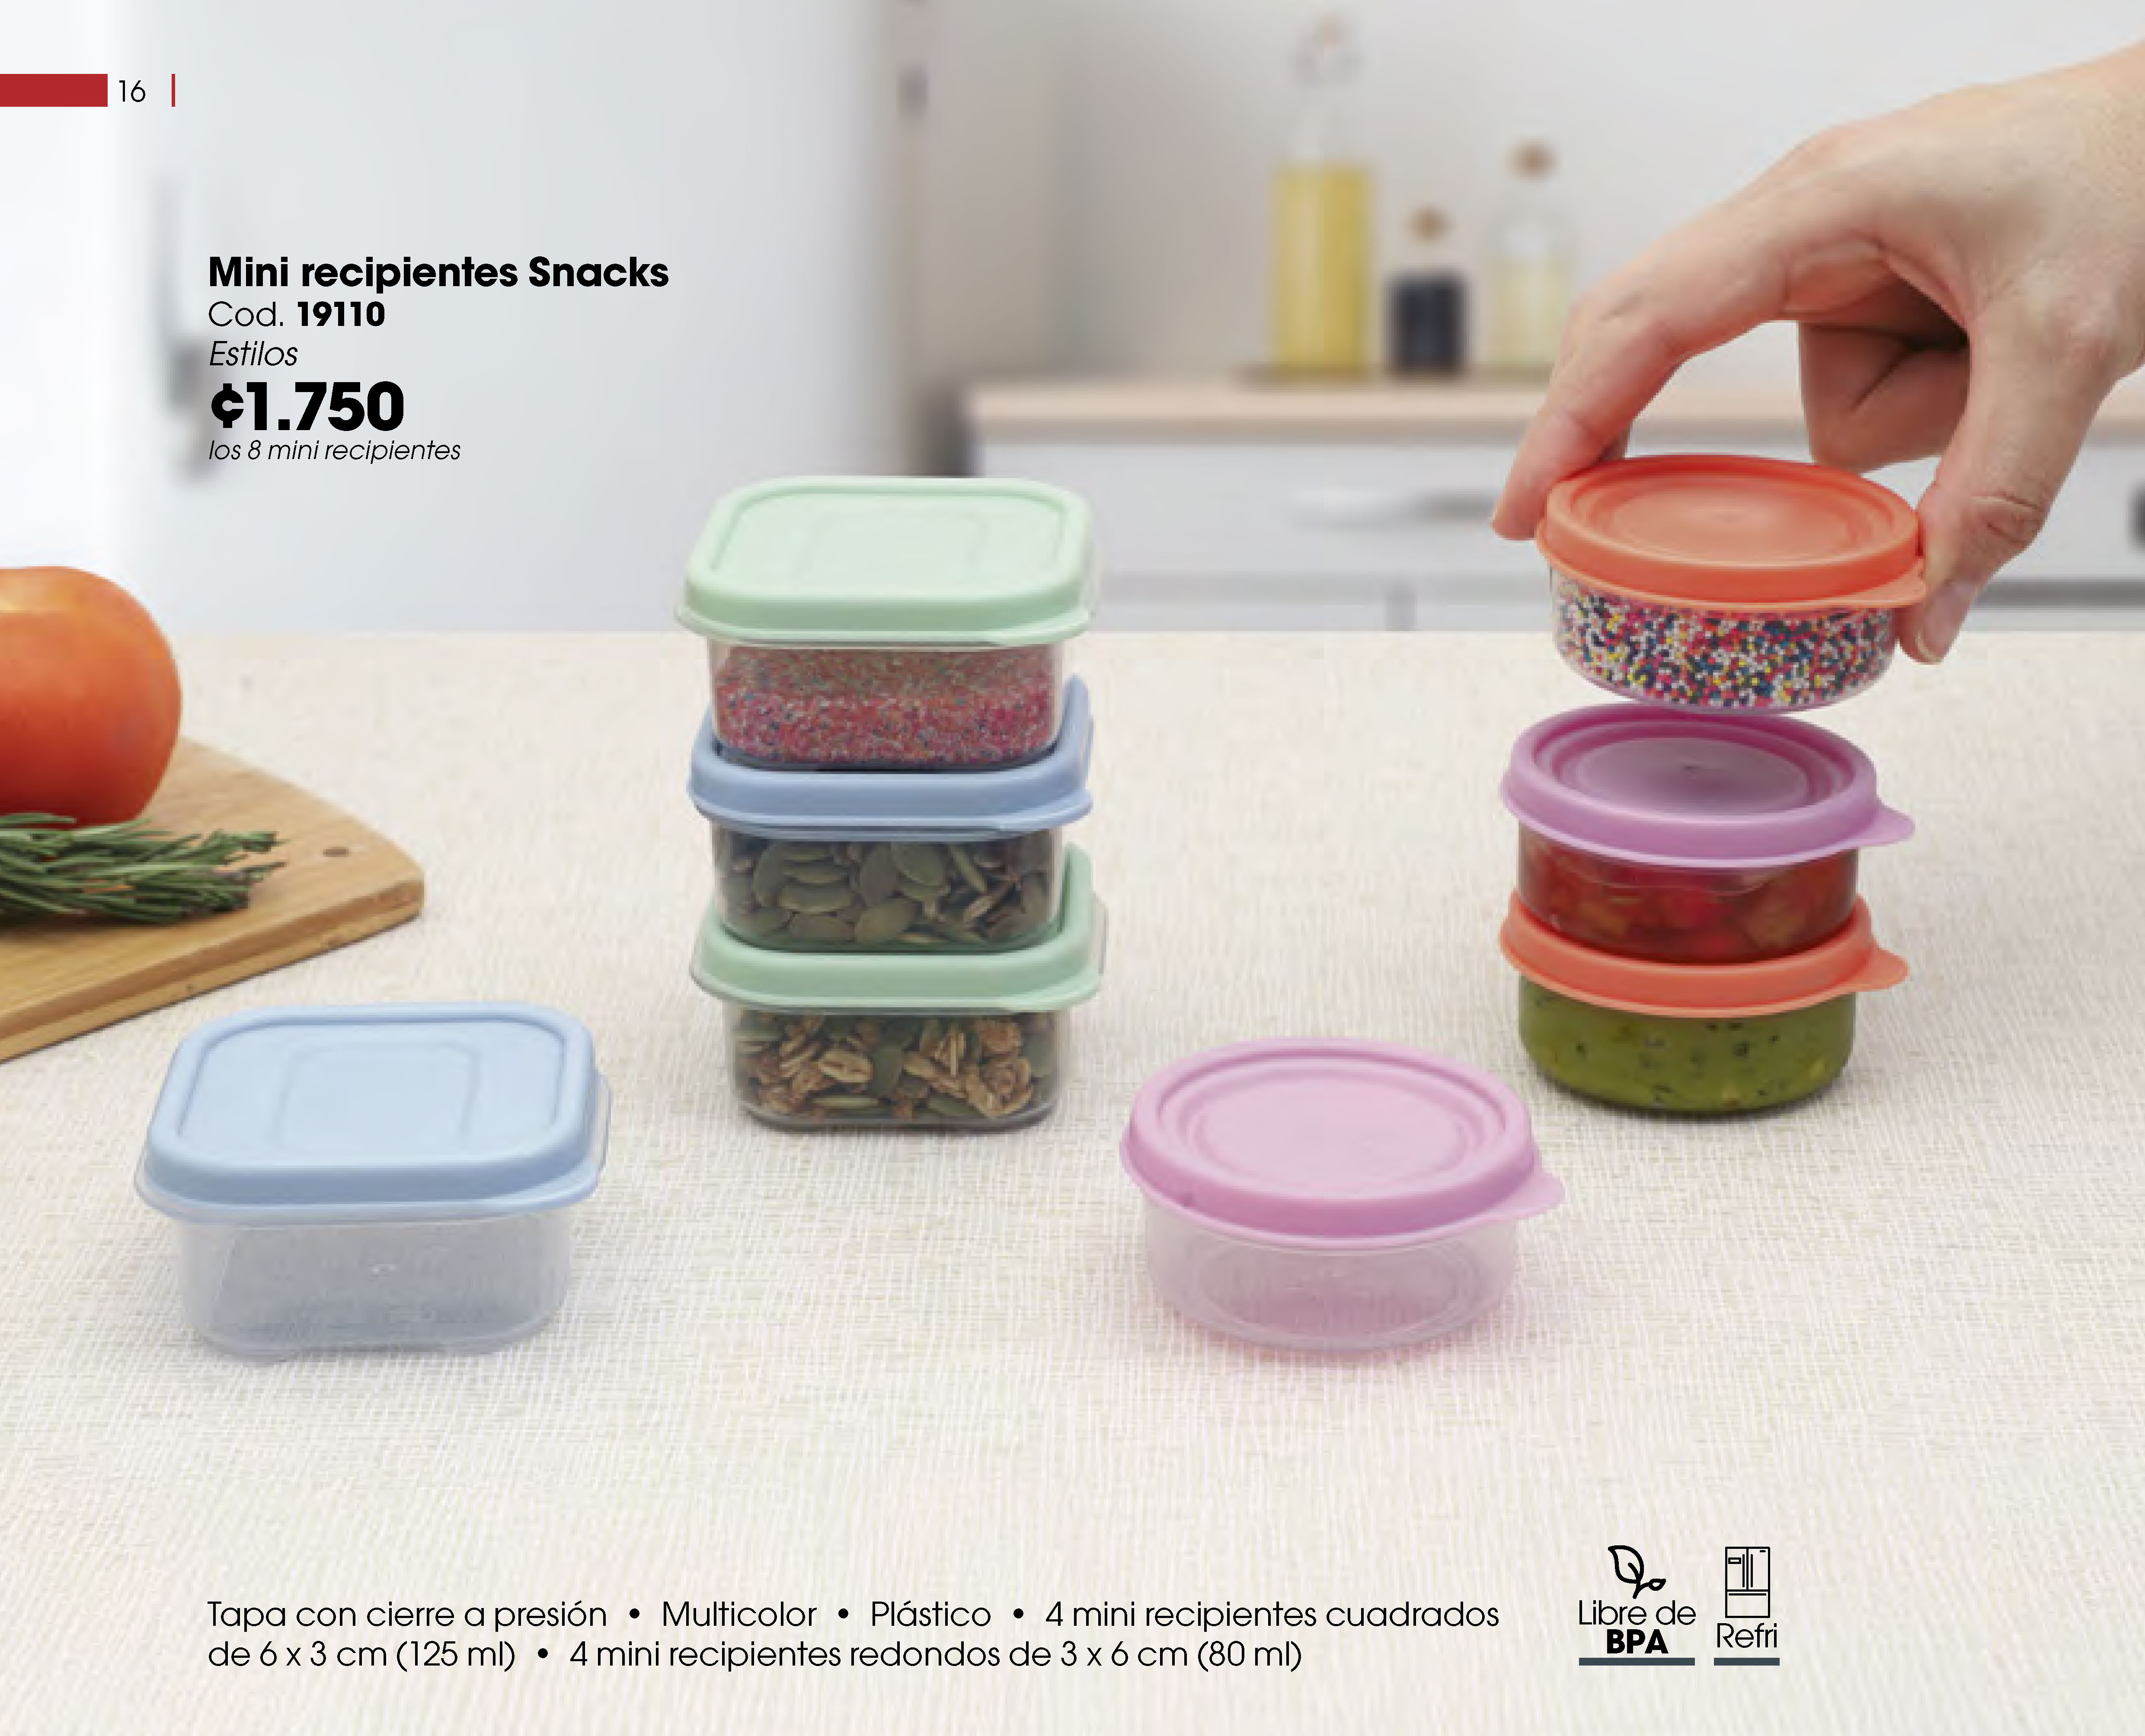 16
Mini recipientes Snacks
Cod. 19110
Estilos
¢1.750
los 8 mini recipientes
Tapa con cierre a presión • Multicolor • Plástico • 4 mini recipientes cuadrados
de 6 x 3 cm (125 ml) • 4 mini recipientes redondos de 3 x 6 cm (80 ml)
Libre de
BPA
Refri